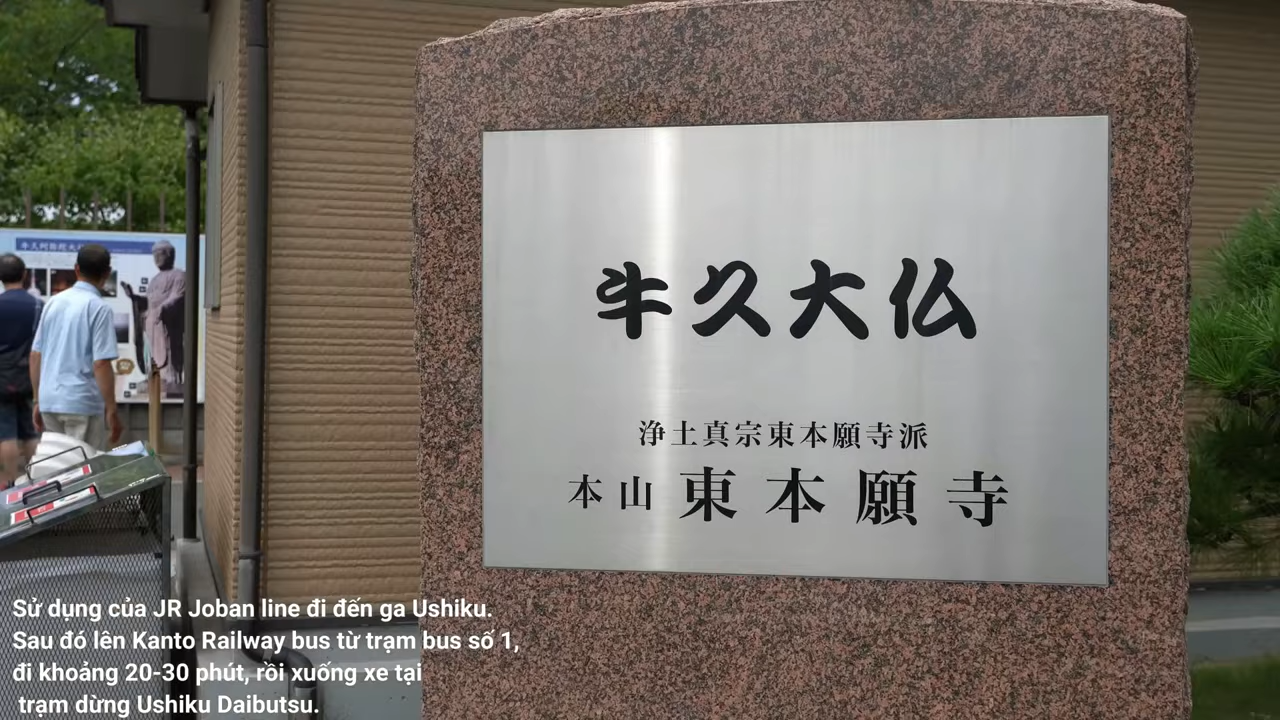 牛久大仏
浄土真宗東本願寺派
本山 東本願寺
Sử dụng của JR Joban line đi đến ga Ushiku.
Sau đó lên Kanto Railway bus từ trạm bus số 1,
đi khoảng 20-30 phút, rồi xuống xe tại
trạm dừng Ushiku Daibutsu.